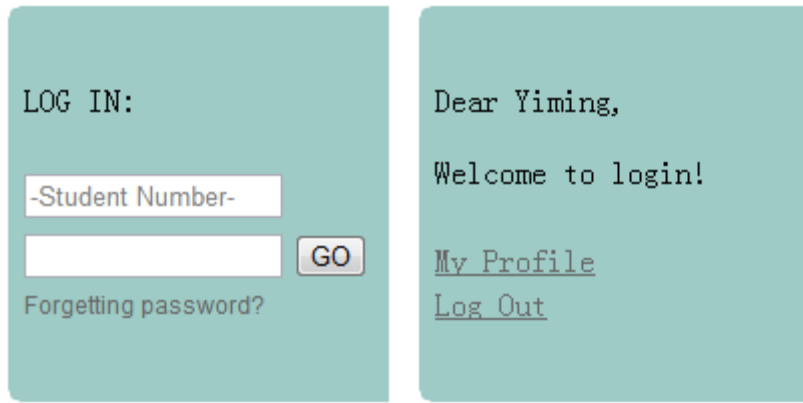 LOG IN:
-Student Number-
GO
Forgetting password?
Dear Yiming,
Welcome to login!
My Profile
Log Out